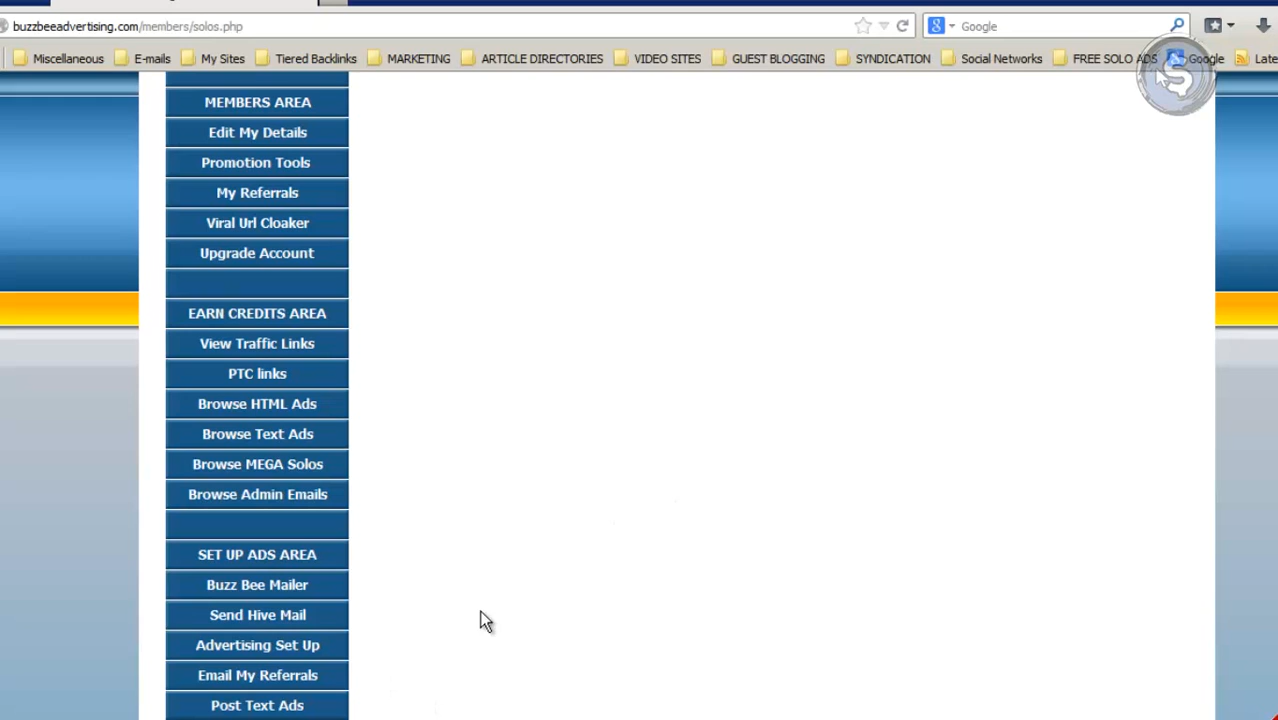 buzzbeeadvertising.com/members/solos.php
Google
Miscellaneous E-mails My Sites Tiered Backlinks MARKETING ARTICLE DIRECTORIES VIDEO SITES GUEST BLOGGING SYNDICATION Social Networks FREE SOLO ADS Google Late
MEMBERS AREA
Edit My Details
Promotion Tools
My Referrals
Viral Url Cloaker
Upgrade Account
EARN CREDITS AREA
View Traffic Links
PTC links
Browse HTML Ads
Browse Text Ads
Browse MEGA Solos
Browse Admin Emails
SET UP ADS AREA
Buzz Bee Mailer
Send Hive Mail
Advertising Set Up
Email My Referrals
Post Text Ads